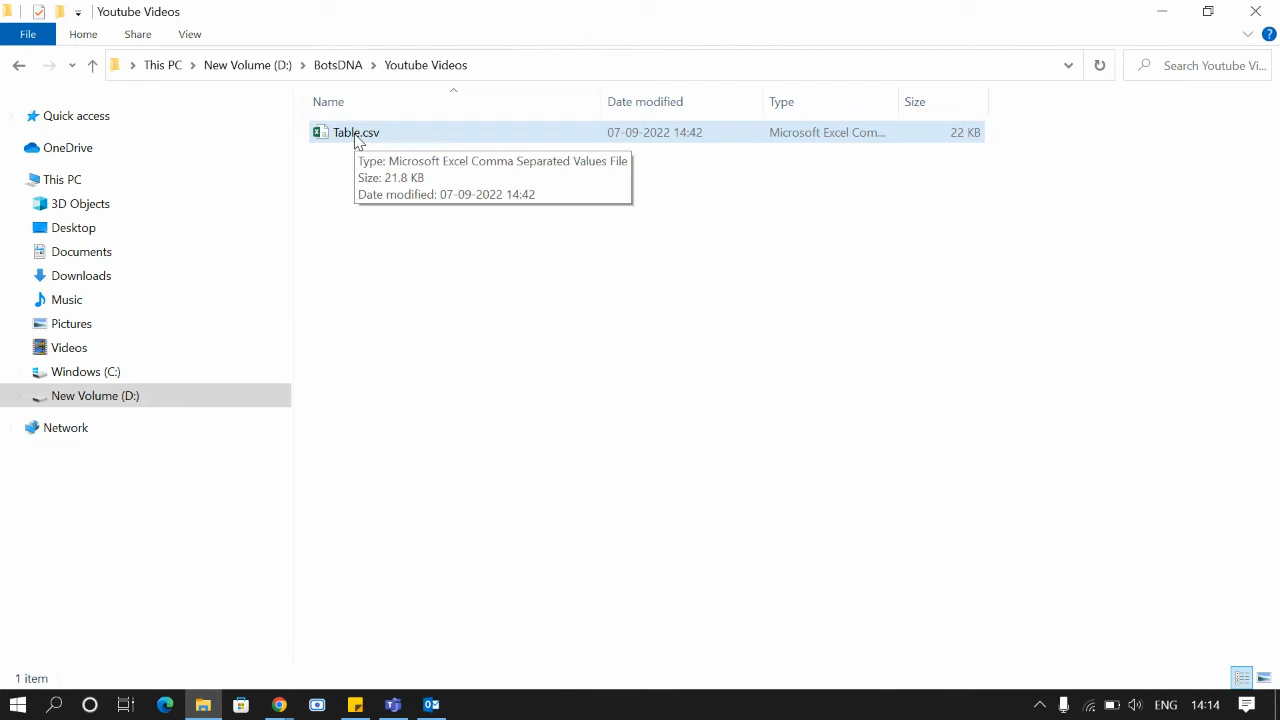 Youtube Videos
File Home Share View
This PC New Volume (D:) BotsDNA Youtube Videos Search Youtube Vi...
Name Date modified Type Size
Table.csv 07-09-2022 14:42 Microsoft Excel Com... 22 KB
Type: Microsoft Excel Comma Separated Values File
Size: 21.8 KB
Date modified: 07-09-2022 14:42
Quick access
OneDrive
This PC
3D Objects
Desktop
Documents
Downloads
Music
Pictures
Videos
Windows (C:)
New Volume (D:)
Network
1 item
ENG 14:14